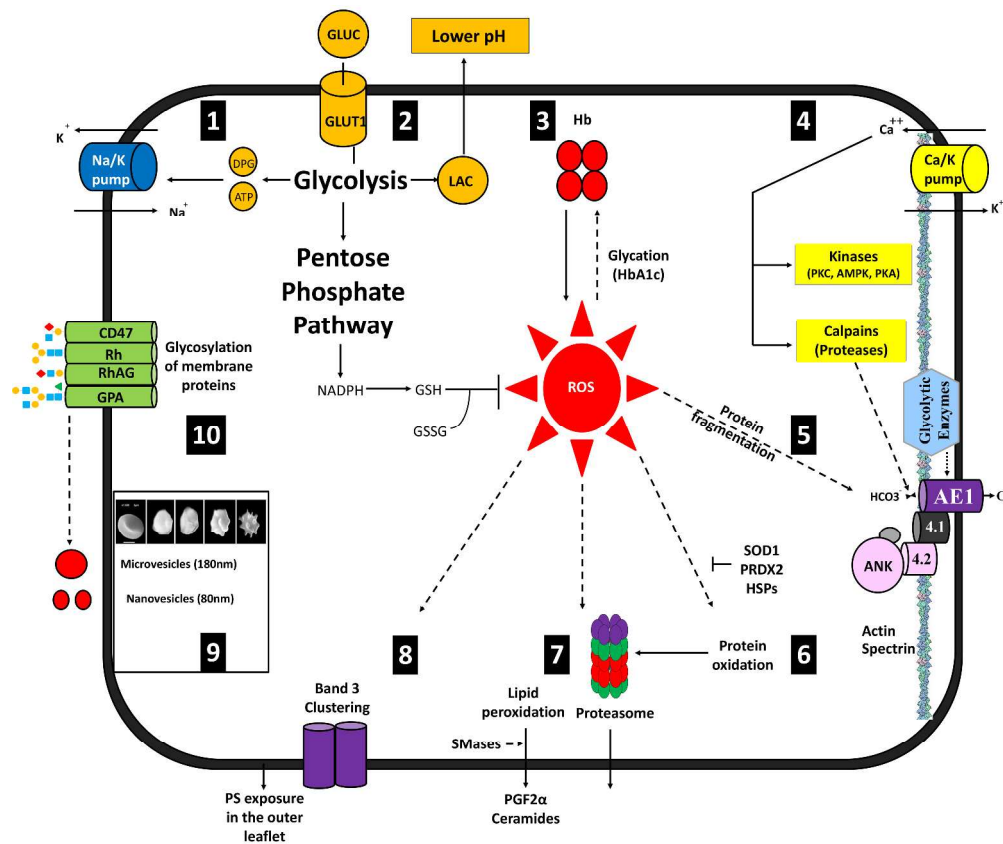 GLUC
Lower pH
GLUT1
1
2
3
4
Hb
K+
Ca++
Na/K
pump
DPG
ATP
Glycolysis
LAC
Ca/K
pump
Na+
K+
Pentose
Phosphate
Pathway
Glycation
(HbA1c)
Kinases
(PKC, AMPK, PKA)
Calpains
(Proteases)
CD47
Rh
RhAG
GPA
Glycosylation
of membrane
proteins
NADPH
GSH
GSSG
ROS
Protein
fragmentation
5
Glycolytic
Enzymes
10
HCO3-
AE1
4.1
4.2
ANK
SOD1
PRDX2
HSPs
Microvesicles (180nm)
Nanovesicles (80nm)
9
8
7
6
Protein
oxidation
Actin
Spectrin
Band 3
Clustering
Lipid
peroxidation
Proteasome
SMases
PS exposure
in the outer
leaflet
PGF2α
Ceramides